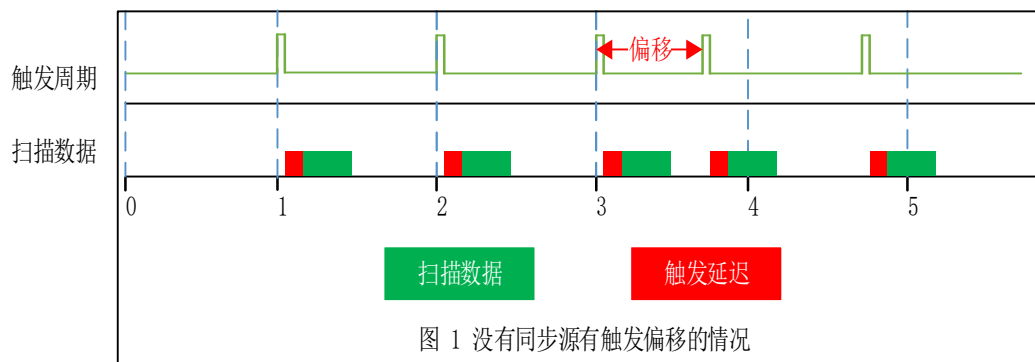 偏移
触发周期
扫描数据
0 1 2 3 4 5
扫描数据 触发延迟
图 1 没有同步源有触发偏移的情况